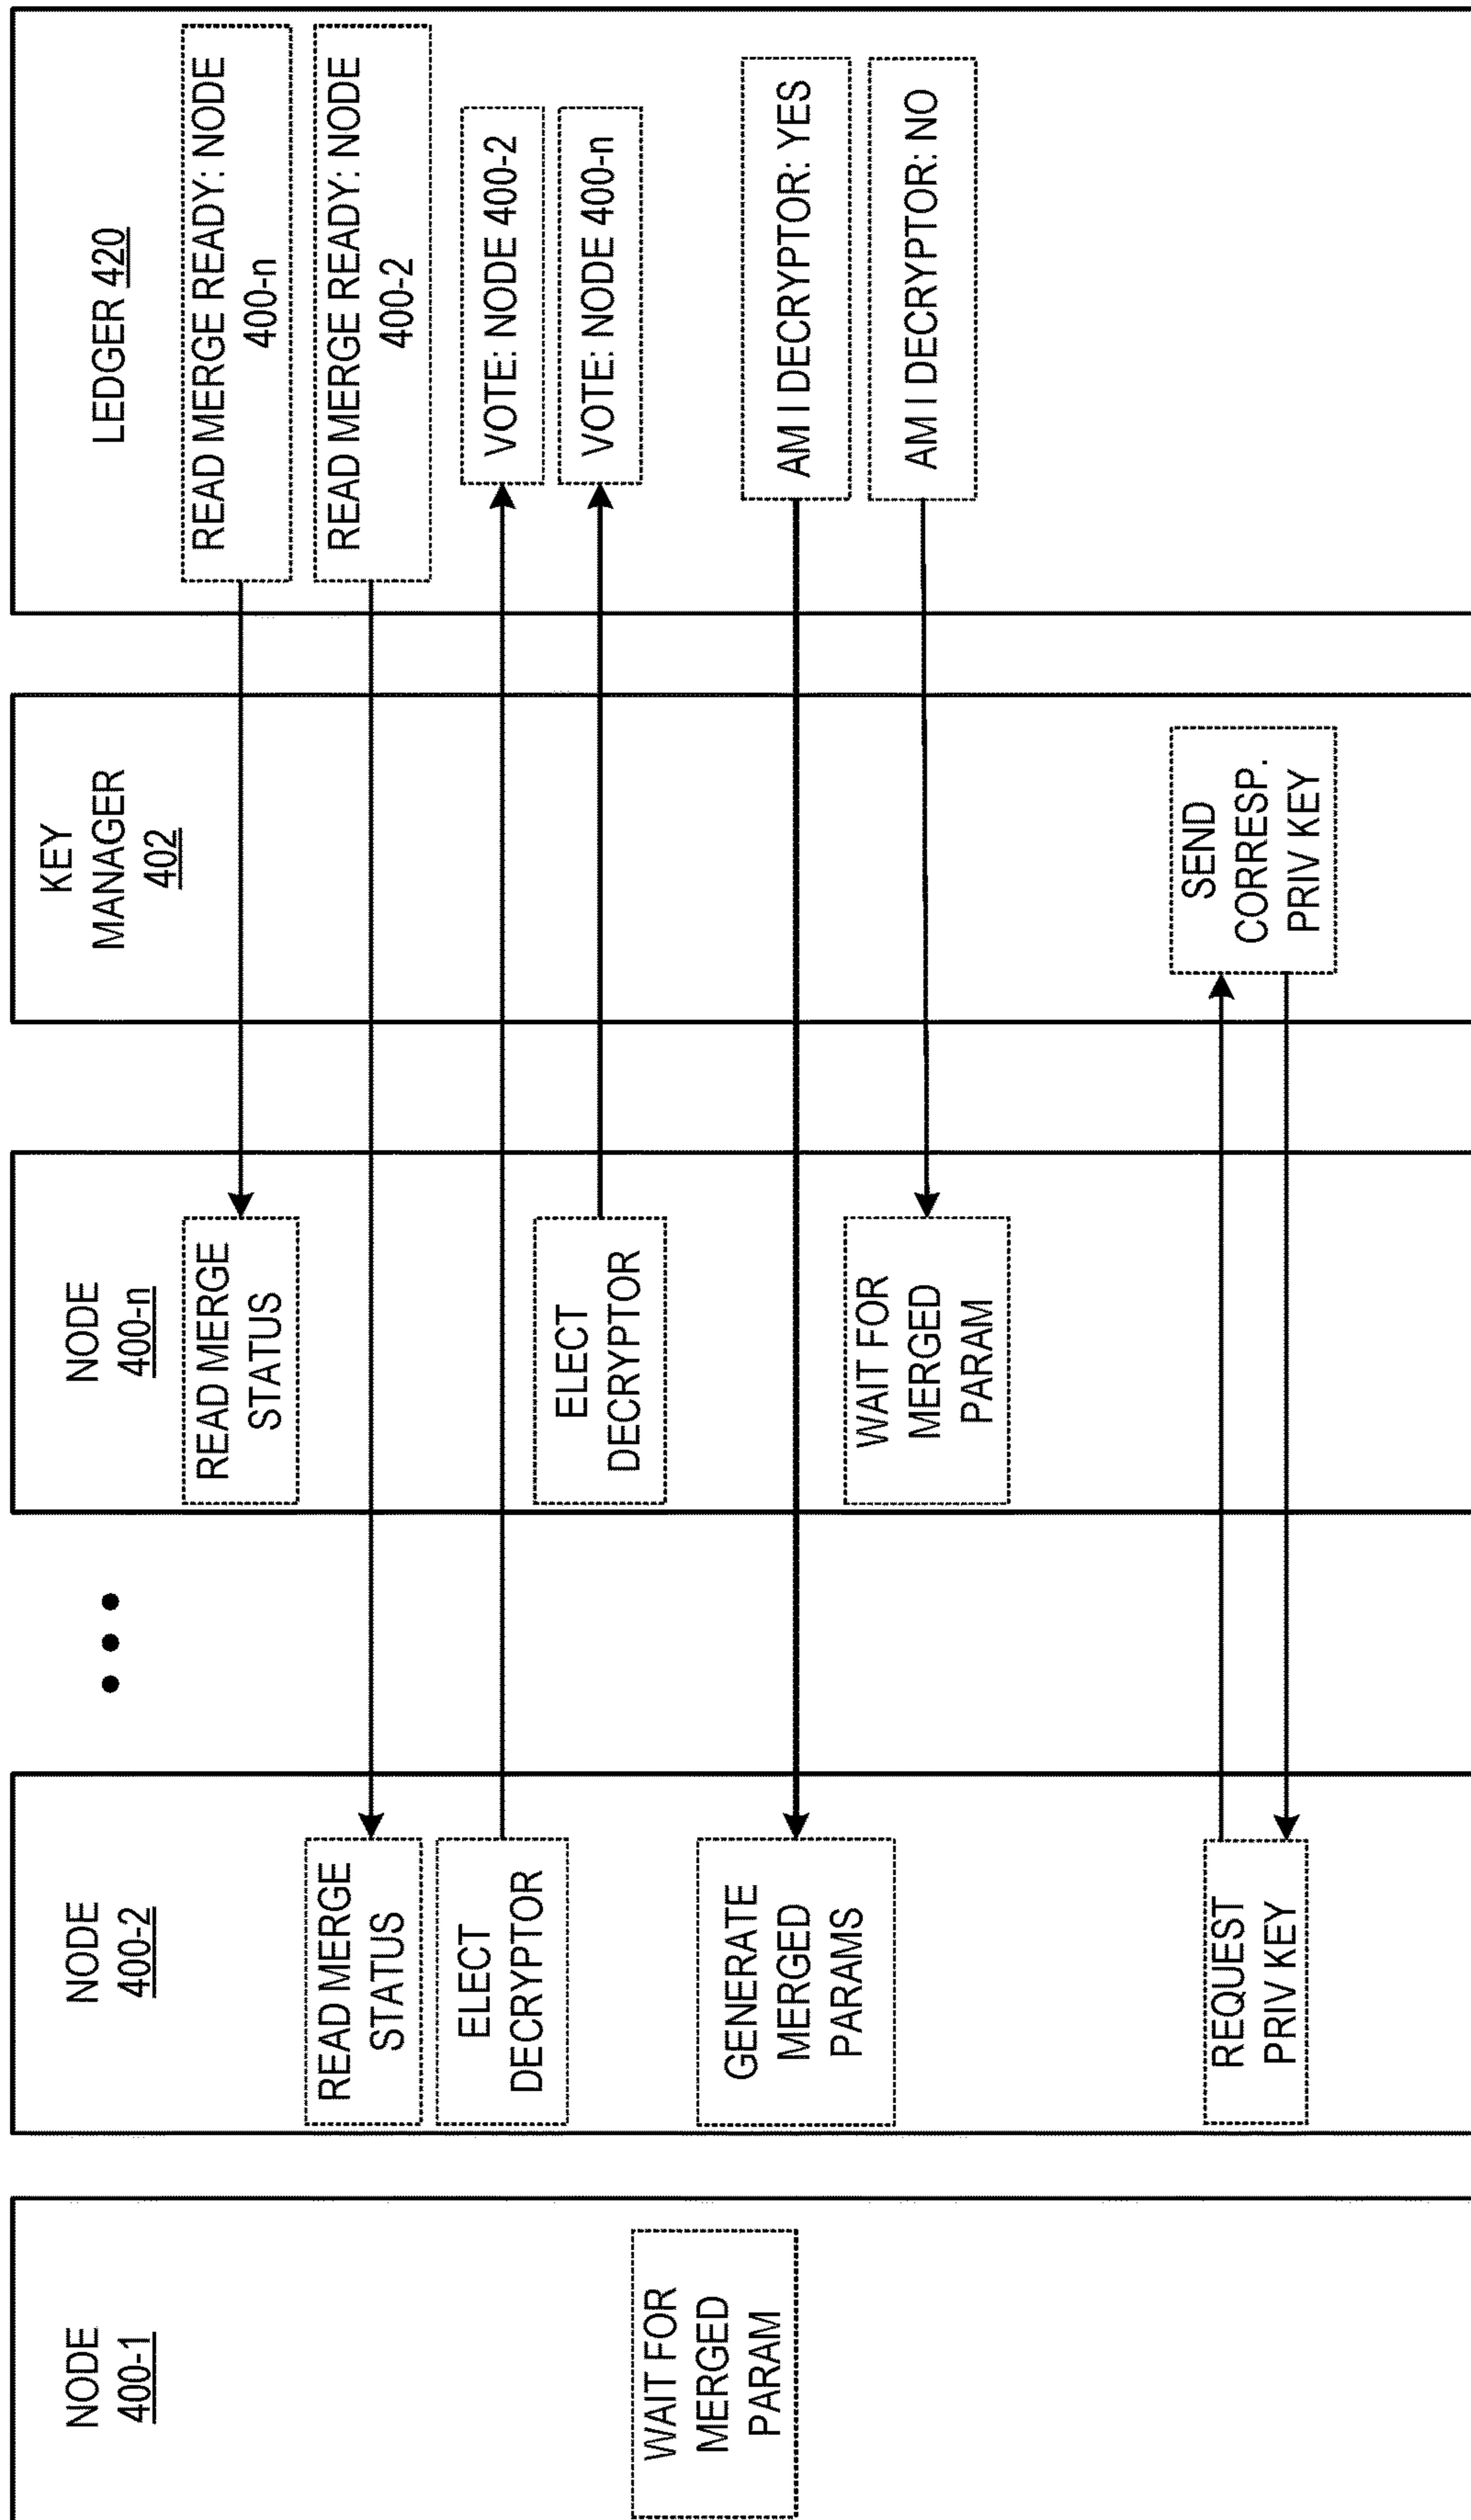 NODE
400-1
WAIT FOR
MERGED
PARAM
NODE
400-2
READ MERGE
STATUS
ELECT
DECRYPTOR
GENERATE
MERGED
PARAMS
REQUEST
PRIV KEY
NODE
400-n
READ MERGE
STATUS
ELECT
DECRYPTOR
WAIT FOR
MERGED
PARAM
KEY
MANAGER
402
SEND
CORRESP.
PRIV KEY
LEDGER 420
READ MERGE READY: NODE
400-n
READ MERGE READY: NODE
400-2
VOTE: NODE 400-2
VOTE: NODE 400-n
AM I DECRYPTOR: YES
AM I DECRYPTOR: NO